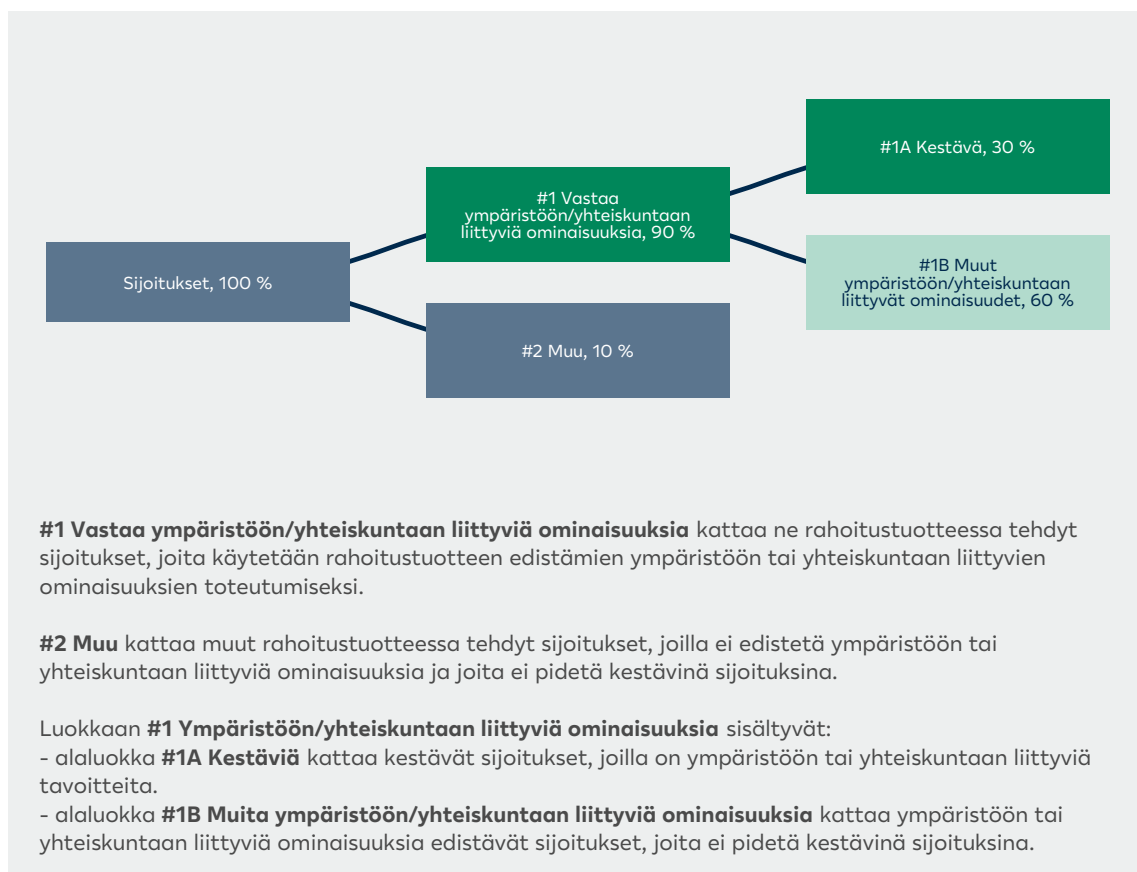 #1A Kestävä, 30 %
#1 Vastaa
ympäristöön/yhteiskuntaan
liittyviä ominaisuuksia, 90 %
#1B Muut
ympäristöön/yhteiskuntaan
liittyvät ominaisuudet, 60 %
Sijoitukset, 100 %
#2 Muu, 10 %
#1 Vastaa ympäristöön/yhteiskuntaan liittyviä ominaisuuksia kattaa ne rahoitustuotteessa tehdyt
sijoitukset, joita käytetään rahoitustuotteen edistämien ympäristöön tai yhteiskuntaan liittyvien
ominaisuuksien toteutumiseksi.
#2 Muu kattaa muut rahoitustuotteessa tehdyt sijoitukset, joilla ei edistetä ympäristöön tai
yhteiskuntaan liittyviä ominaisuuksia ja joita ei pidetä kestävinä sijoituksina.
Luokkaan #1 Ympäristöön/yhteiskuntaan liittyviä ominaisuuksia sisältyvät:
- alaluokka #1A Kestäviä kattaa kestävät sijoitukset, joilla on ympäristöön tai yhteiskuntaan liittyviä
tavoitteita.
- alaluokka #1B Muita ympäristöön/yhteiskuntaan liittyviä ominaisuuksia kattaa ympäristöön tai
yhteiskuntaan liittyviä ominaisuuksia edistävät sijoitukset, joita ei pidetä kestävinä sijoituksina.